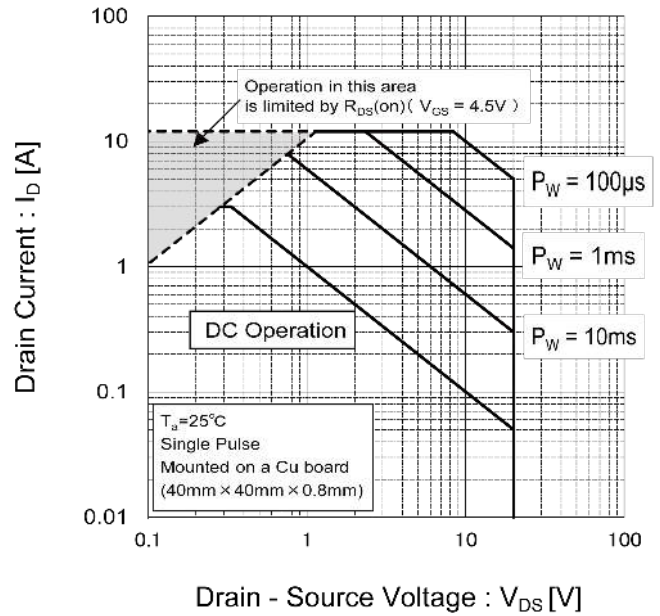 100
Operation in this area
is limited by RDS(on)( VGS = 4.5V )
10
PW = 100μs
PW = 1ms
1
DC Operation
PW = 10ms
0.1
Ta=25℃
Single Pulse
Mounted on a Cu board
(40mm×40mm×0.8mm)
0.01
0.1 1 10 100
Drain Current : ID [A]
Drain - Source Voltage : VDS [V]